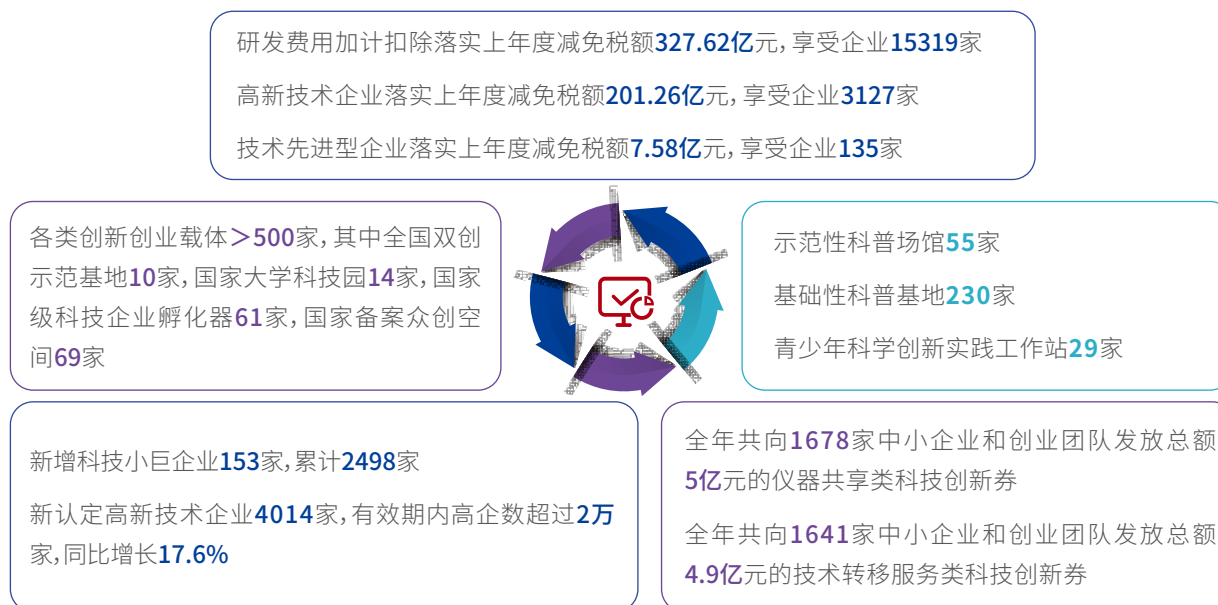 研发费用加计扣除落实上年度减免税额327.62亿元，享受企业15319家
高新技术企业落实上年度减免税额201.26亿元，享受企业3127家
技术先进型企业落实上年度减免税额7.58亿元，享受企业135家
各类创新创业载体＞500家，其中全国双创
示范基地10家，国家大学科技园14家，国家
级科技企业孵化器61家，国家备案众创空
间69家
示范性科普场馆55家
基础性科普基地230家
青少年科学创新实践工作站29家
新增科技小巨企业153家，累计2498家
新认定高新技术企业4014家，有效期内高企数超过2万
家，同比增长17.6%
全年共向1678家中小企业和创业团队发放总额
5亿元的仪器共享类科技创新券
全年共向1641家中小企业和创业团队发放总额
4.9亿元的技术转移服务类科技创新券